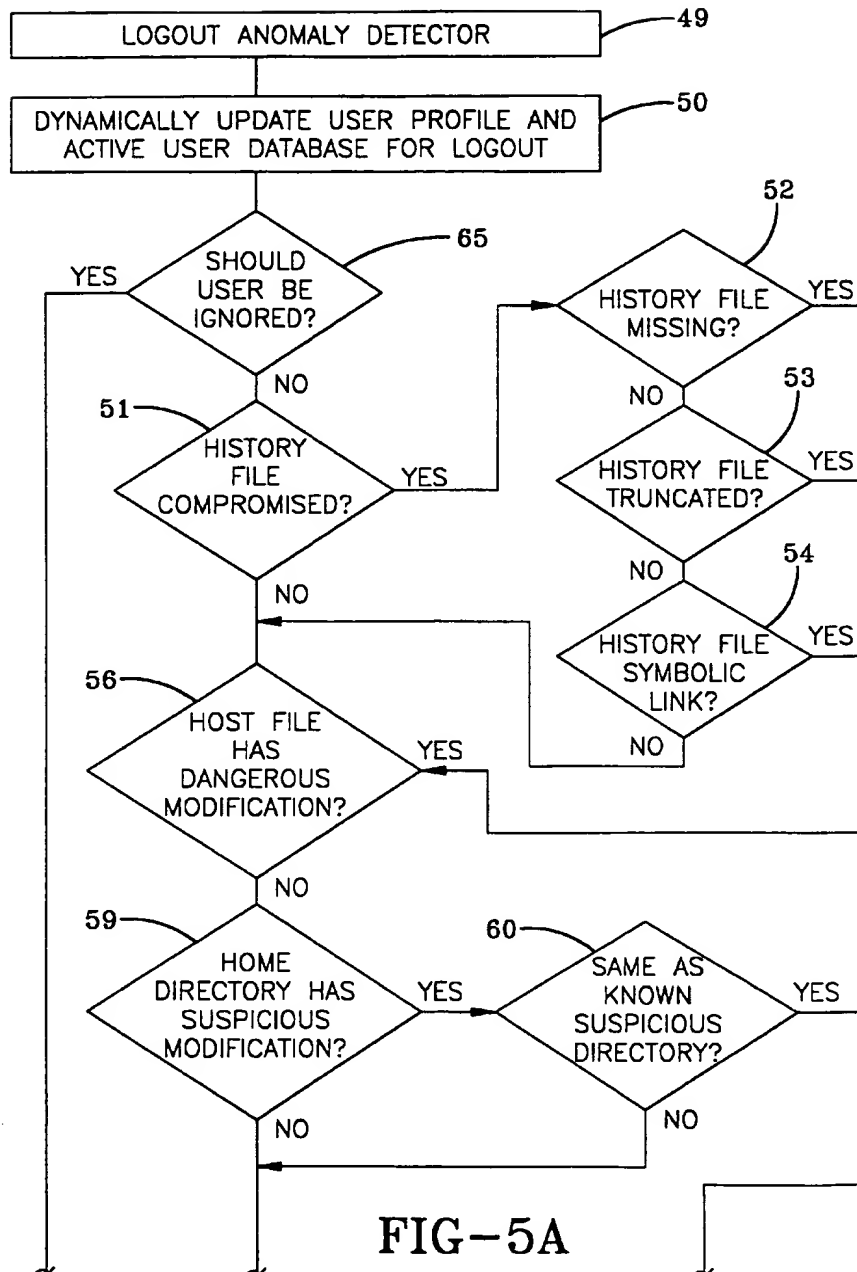 LOGOUT ANOMALY DETECTOR
49
DYNAMICALLY UPDATE USER PROFILE AND
ACTIVE USER DATABASE FOR LOGOUT
50
SHOULD
USER BE
IGNORED?
65
YES
NO
51
HISTORY
FILE
COMPROMISED?
YES
NO
52
HISTORY FILE
MISSING?
YES
NO
53
HISTORY FILE
TRUNCATED?
YES
NO
54
HISTORY FILE
SYMBOLIC
LINK?
YES
NO
56
HOST FILE
HAS
DANGEROUS
MODIFICATION?
YES
NO
59
HOME
DIRECTORY HAS
SUSPICIOUS
MODIFICATION?
YES
NO
60
SAME AS
KNOWN
SUSPICIOUS
DIRECTORY?
YES
NO
FIG-5A